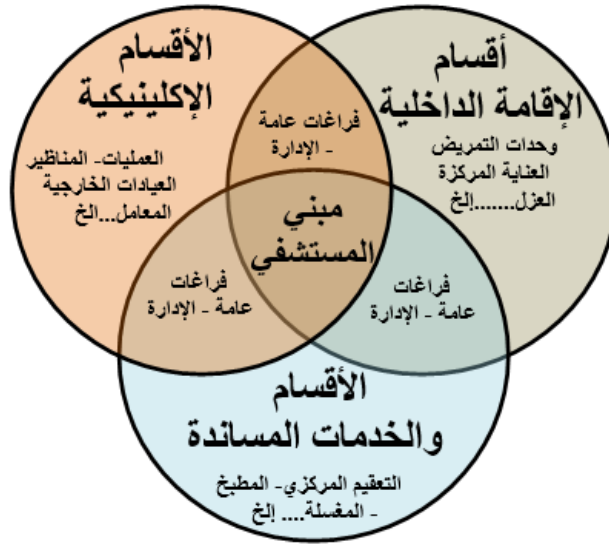 الأقسام
الإكلينيكية
العمليات- المناظير
العيادات الخارجية
المعامل...الخ
أقسام
الإقامة الداخلية
وحدات التمريض
العناية المركزة
العزل.......إلخ
فراغات عامة
- الإدارة
مبني
المستشفي
فراغات
عامة - الإدارة
فراغات
عامة - الإدارة
الأقسام
والخدمات المساندة
التعقيم المركزي- المطبخ
- المغسلة.... إلخ